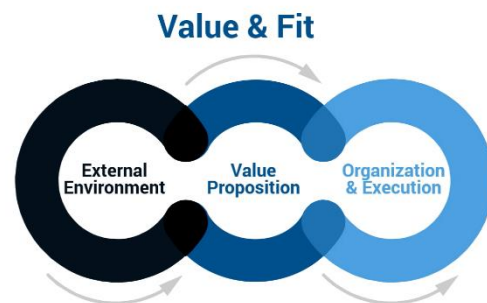 Value & Fit
External
Environment
Value
Proposition
Organization
& Execution